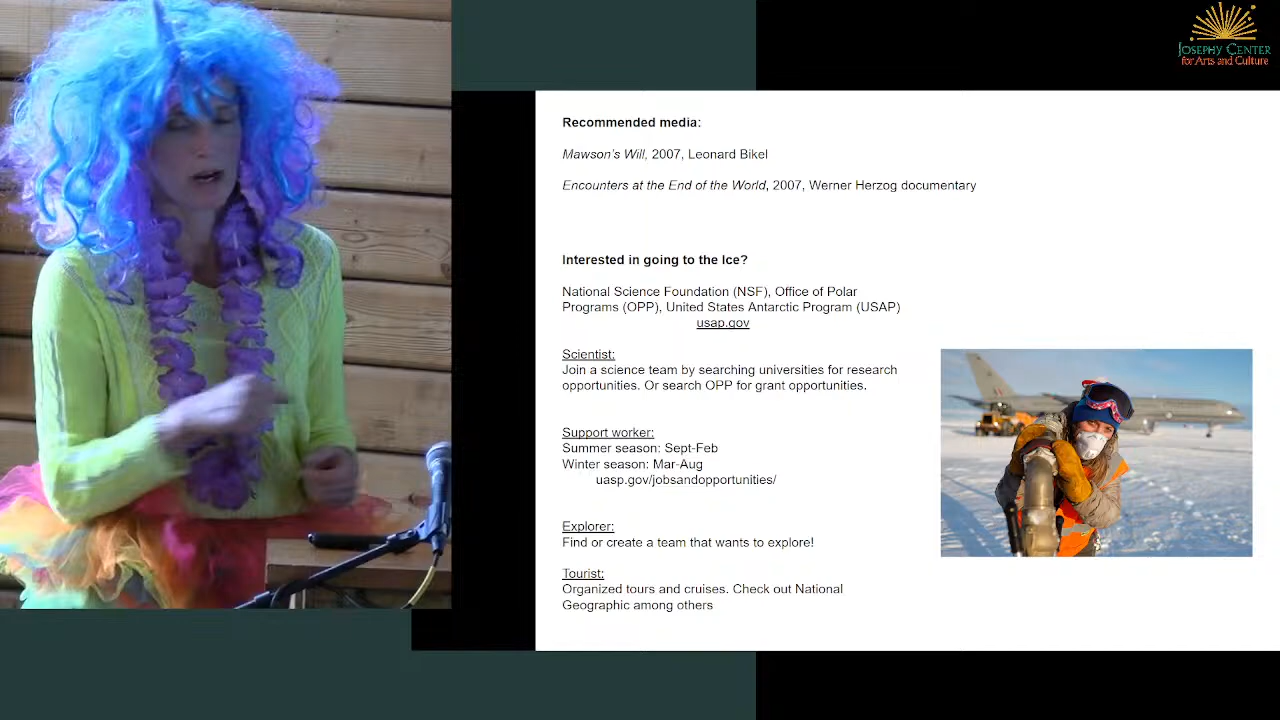 JOSEPHY CENTER
for Arts and Culture
Recommended media:
Mawson's Will, 2007, Leonard Bikel
Encounters at the End of the World, 2007, Werner Herzog documentary
Interested in going to the Ice?
National Science Foundation (NSF), Office of Polar
Programs (OPP), United States Antarctic Program (USAP)
usap.gov
Scientist:
Join a science team by searching universities for research
opportunities. Or search OPP for grant opportunities.
Support worker:
Summer season: Sept-Feb
Winter season: Mar-Aug
uasp.gov/jobsandopportunities/
Explorer:
Find or create a team that wants to explore!
Tourist:
Organized tours and cruises. Check out National
Geographic among others